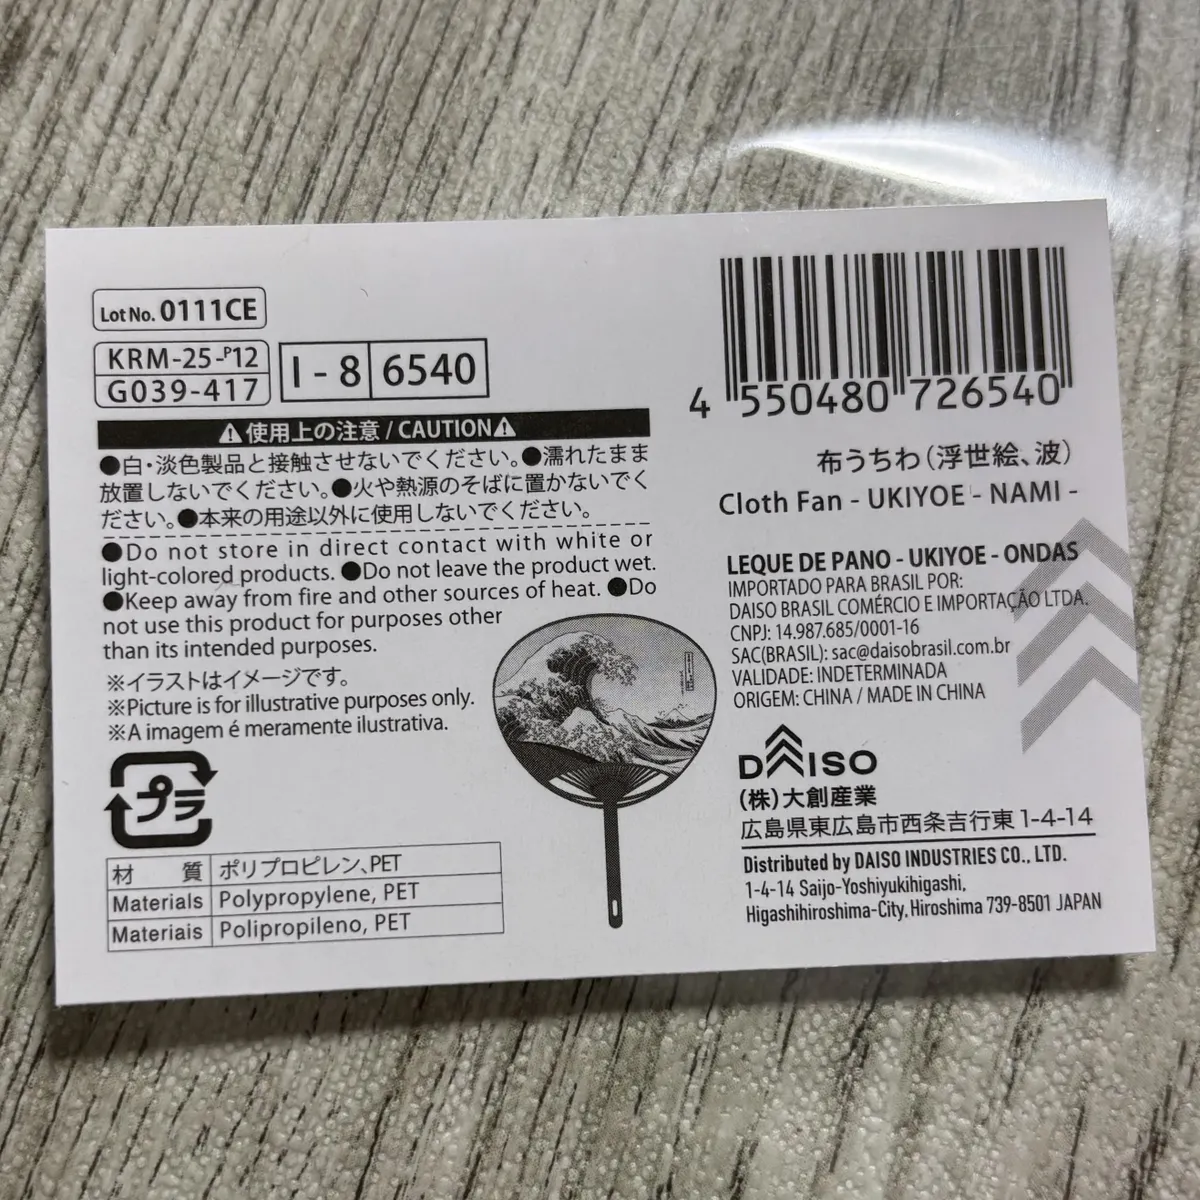 Lot No. 0111CE
KRM-25-P12
G039-417
I-8 6540
⚠使用上の注意 / CAUTION⚠
●白・淡色製品と接触させないでください。●濡れたまま
放置しないでください。●火や熱源のそばに置かないでく
ださい。●本来の用途以外に使用しないでください。
●Do not store in direct contact with white or
light-colored products. ●Do not leave the product wet.
●Keep away from fire and other sources of heat. ●Do
not use this product for purposes other
than its intended purposes.
※イラストはイメージです。
※Picture is for illustrative purposes only.
※A imagem é meramente ilustrativa.
プラ
材 質 ポリプロピレン、PET
Materials Polypropylene, PET
Materiais Polipropileno, PET
4 550480 726540
布うちわ(浮世絵、波)
Cloth Fan - UKIYOE - NAMI -
LEQUE DE PANO - UKIYOE - ONDAS
IMPORTADO PARA BRASIL POR:
DAISO BRASIL COMÉRCIO E IMPORTAÇÃO LTDA.
CNPJ: 14.987.685/0001-16
SAC(BRASIL): sac@daisobrasil.com.br
VALIDADE: INDETERMINADA
ORIGEM: CHINA / MADE IN CHINA
DAISO
(株)大創産業
広島県東広島市西条吉行東1-4-14
Distributed by DAISO INDUSTRIES CO., LTD.
1-4-14 Saijo-Yoshiyukihigashi,
Higashihiroshima-City, Hiroshima 739-8501 JAPAN